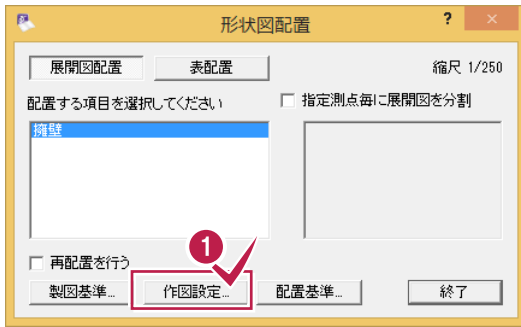 形状図配置
? ×
展開図配置 表配置 縮尺 1/250
配置する項目を選択してください □ 指定測点毎に展開図を分割
擁壁
1
□ 再配置を行う
製図基準... 作図設定... 配置基準... 終了